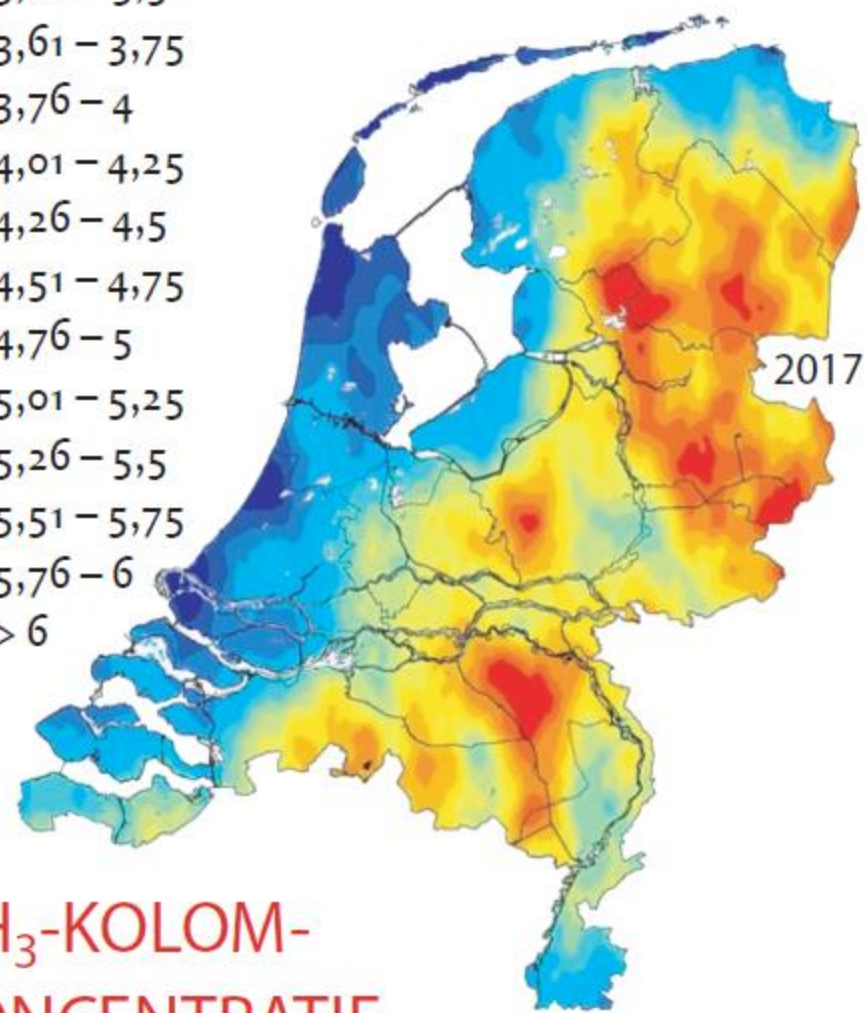 3,61 – 3,75
3,76 – 4
4,01 – 4,25
4,26 – 4,5
4,51 – 4,75
4,76 – 5
5,01 – 5,25
5,26 – 5,5
5,51 – 5,75
5,76 – 6
> 6
2017
H₃-KOLOM-
ONCENTRATIE